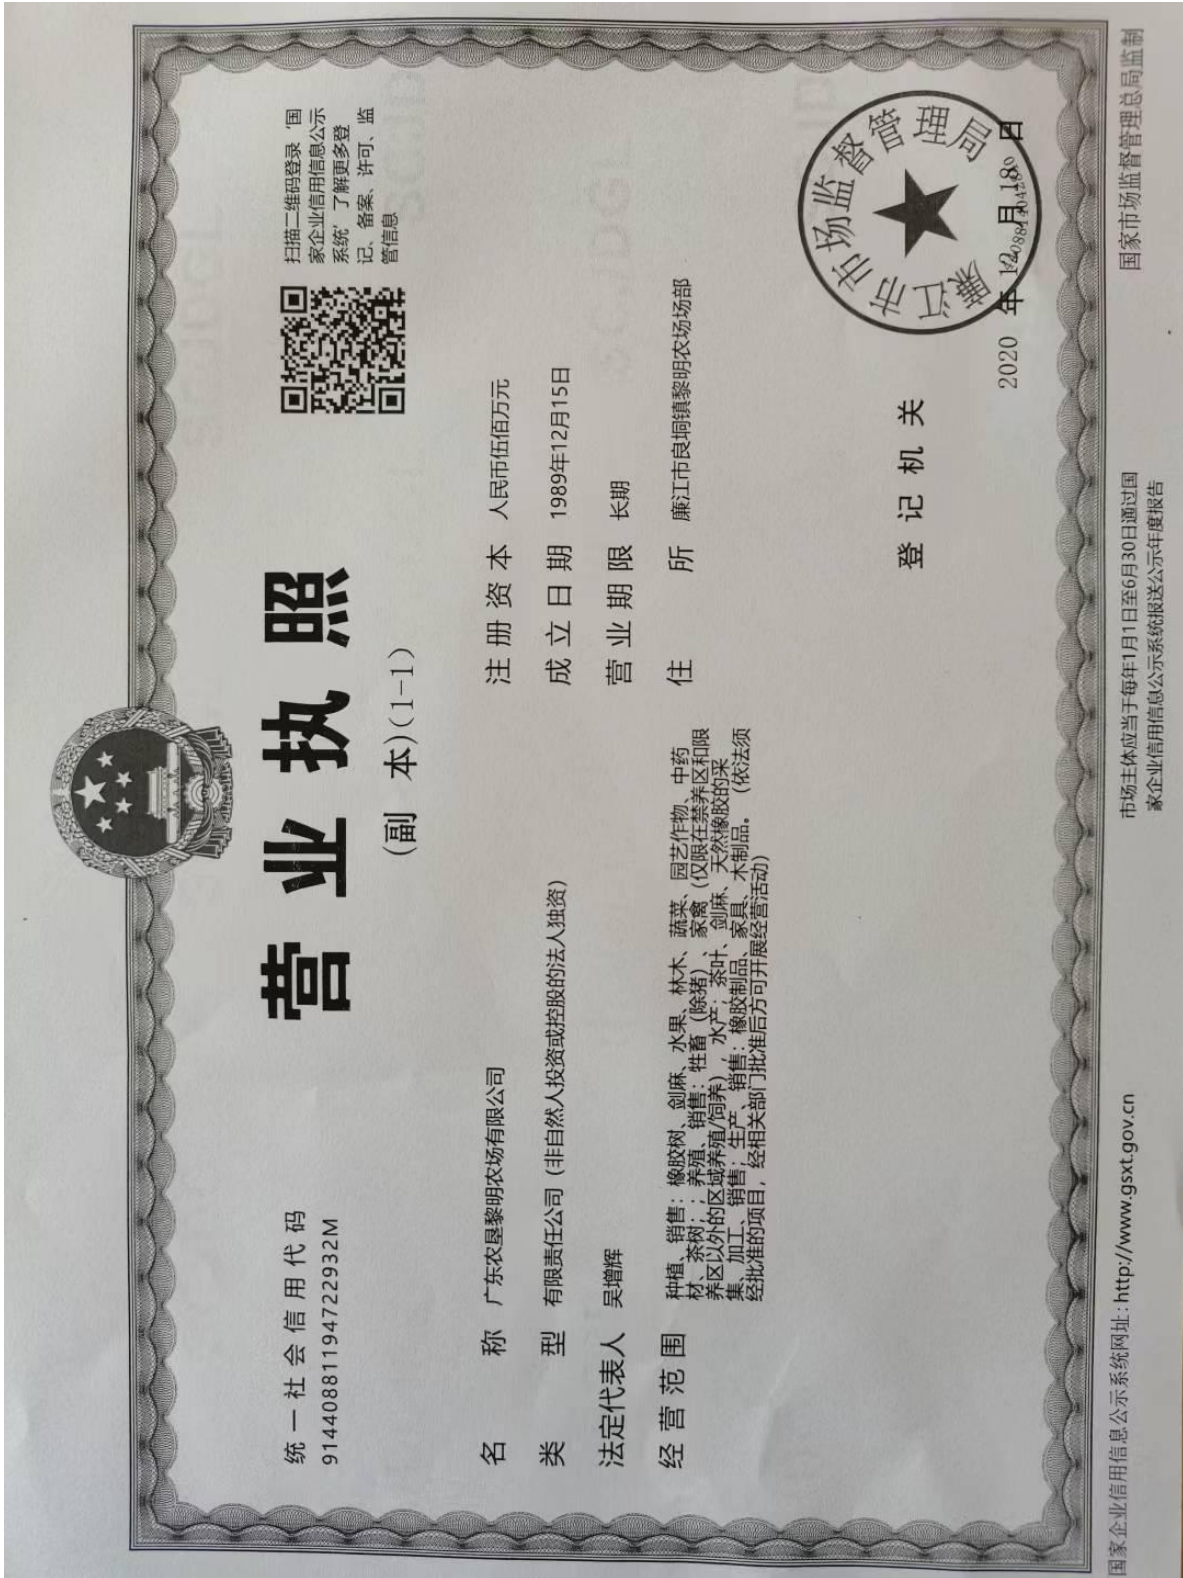 营业执照
(副 本)(1-1)
统一社会信用代码
91440881194722932M
扫描二维码登录‘国
家企业信用信息公示
系统’了解更多登
记、备案、许可、监
管信息
名称 广东农垦黎明农场有限公司
类型 有限责任公司（非自然人投资或控股的法人独资）
法定代表人 吴增辉
经营范围 种植、销售：橡胶树、剑麻、水果、林木、蔬菜、园艺作物、中药
材、茶树；；养殖、销售：牲畜（除猪）、家禽（仅限在禁养区和限
养区以外的区域养殖/饲养），水产；茶叶、剑麻、天然橡胶的采
集、加工、销售；生产、销售：橡胶制品、家具、木制品。（依法须
经批准的项目，经相关部门批准后方可开展经营活动）
注册资本 人民币伍佰万元
成立日期 1989年12月15日
营业期限 长期
住所 廉江市良垌镇黎明农场场部
登记机关
廉江市市场监督管理局
2020 年 12 月 18 日
国家企业信用信息公示系统网址：http://www.gsxt.gov.cn
市场主体应当于每年1月1日至6月30日通过国
家企业信用信息公示系统报送公示年度报告
国家市场监督管理总局监制